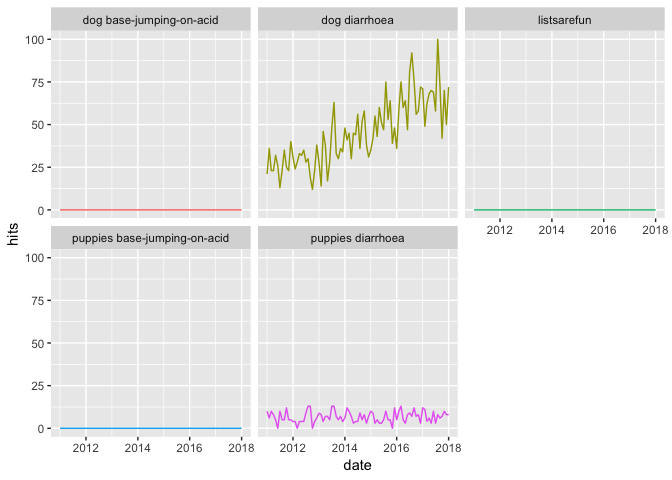 dog base-jumping-on-acid
dog diarrhoea
listsarefun
100
75
50
25
0
2012 2014 2016 2018
puppies base-jumping-on-acid
puppies diarrhoea
100
75
50
25
0
2012 2014 2016 2018
2012 2014 2016 2018
hits
date